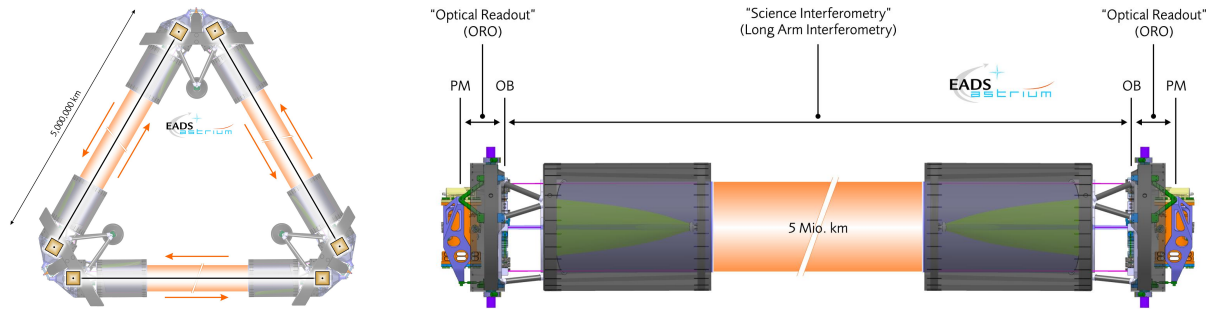 5,000,000 km
EADS
astrium
"Optical Readout"
(ORO)
"Science Interferometry"
(Long Arm Interferometry)
"Optical Readout"
(ORO)
PM
OB
EADS
astrium
OB
PM
5 Mio. km